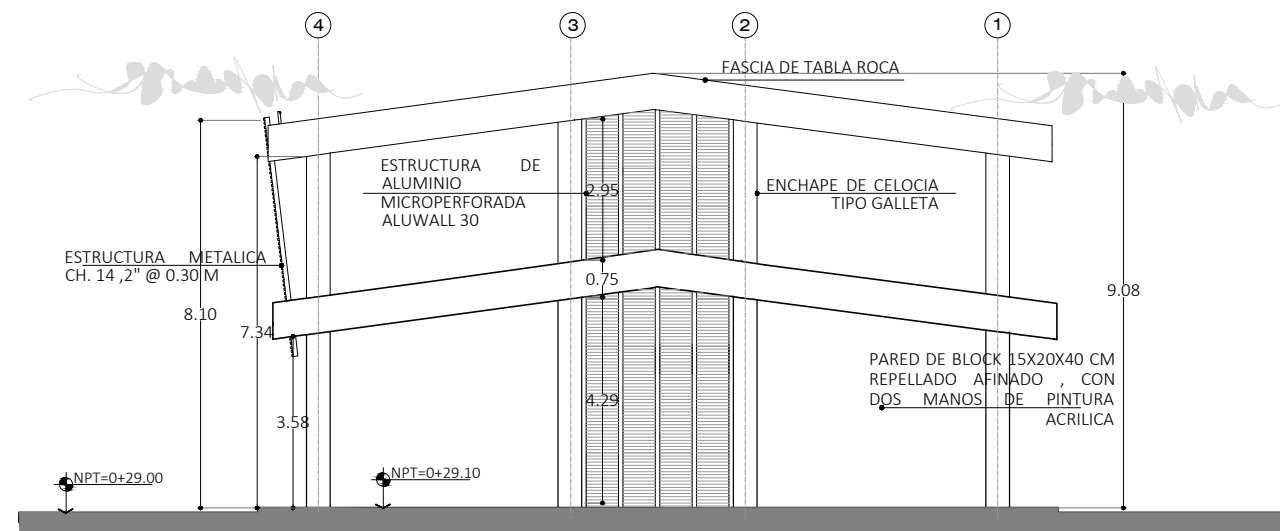 4
3
2
1
FASCIA DE TABLA ROCA
ESTRUCTURA DE
ALUMINIO
MICROPERFORADA
ALUWALL 30
2.95
ENCHAPE DE CELOCIA
TIPO GALLETA
ESTRUCTURA METALICA
CH. 14 ,2" @ 0.30 M
0.75
9.08
8.10
7.34
PARED DE BLOCK 15X20X40 CM
REPELLADO AFINADO , CON
DOS MANOS DE PINTURA
ACRILICA
4.29
3.58
NPT=0+29.00
NPT=0+29.10